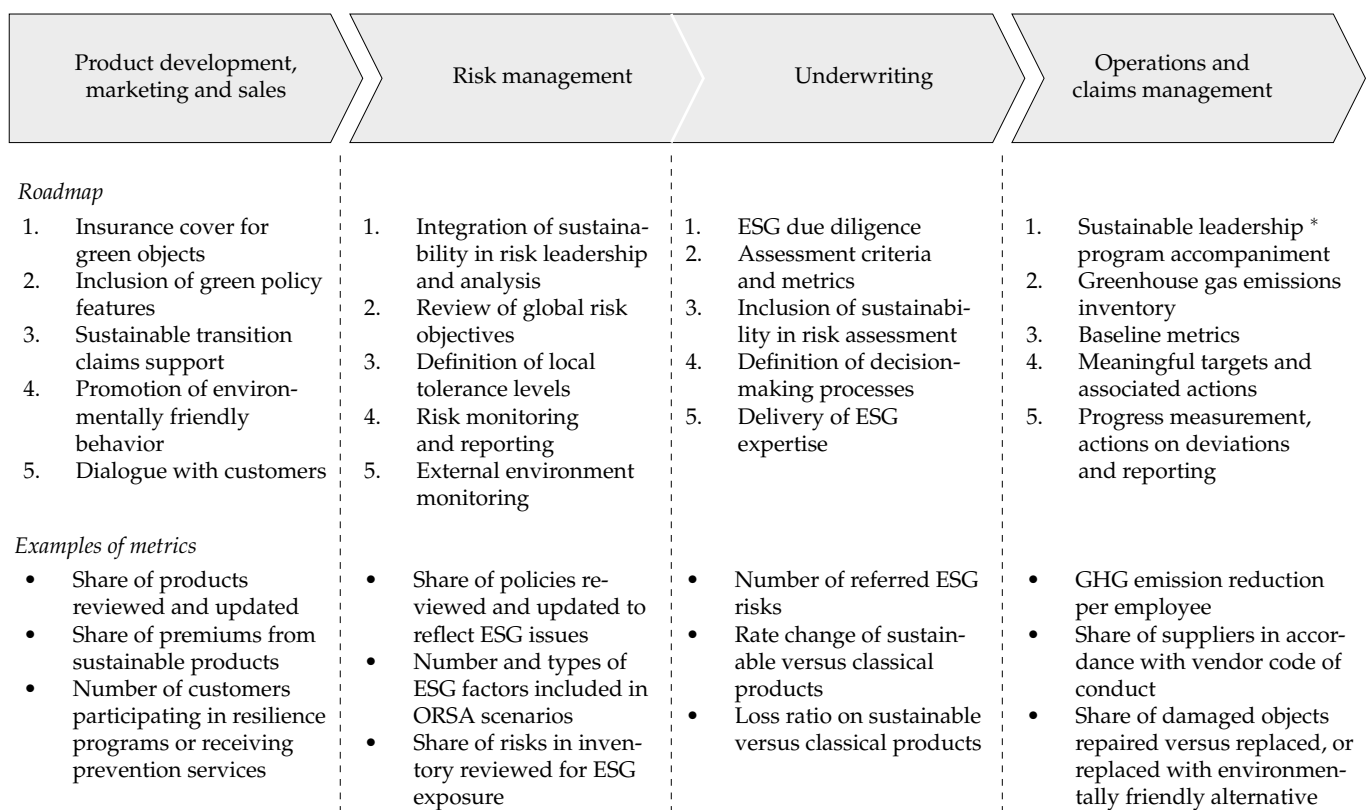 Product development,
marketing and sales
Risk management
Underwriting
Operations and
claims management
Roadmap
1. Insurance cover for
green objects
2. Inclusion of green policy
features
3. Sustainable transition
claims support
4. Promotion of environ-
mentally friendly
behavior
5. Dialogue with customers
1. Integration of sustaina-
bility in risk leadership
and analysis
2. Review of global risk
objectives
3. Definition of local
tolerance levels
4. Risk monitoring
and reporting
5. External environment
monitoring
1. ESG due diligence
2. Assessment criteria
and metrics
3. Inclusion of sustainabi-
lity in risk assessment
4. Definition of decision-
making processes
5. Delivery of ESG
expertise
1. Sustainable leadership *
program accompaniment
2. Greenhouse gas emissions
inventory
3. Baseline metrics
4. Meaningful targets and
associated actions
5. Progress measurement,
actions on deviations
and reporting
Examples of metrics
• Share of products
reviewed and updated
• Share of premiums from
sustainable products
• Number of customers
participating in resilience
programs or receiving
prevention services
• Share of policies re-
viewed and updated to
reflect ESG issues
• Number and types of
ESG factors included in
ORSA scenarios
• Share of risks in inven-
tory reviewed for ESG
exposure
• Number of referred ESG
risks
• Rate change of sustain-
able versus classical
products
• Loss ratio on sustainable
versus classical products
• GHG emission reduction
per employee
• Share of suppliers in accor-
dance with vendor code of
conduct
• Share of damaged objects
repaired versus replaced, or
replaced with environmen-
tally friendly alternative